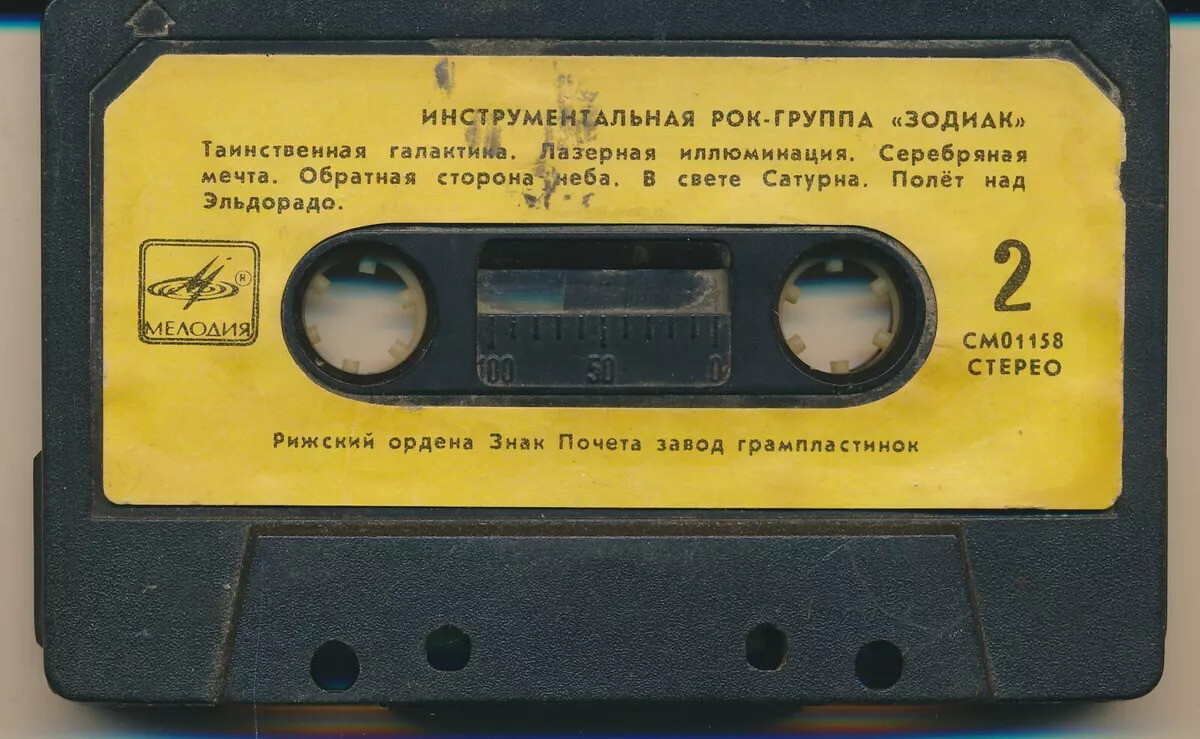 ИНСТРУМЕНТАЛЬНАЯ РОК-ГРУППА «ЗОДИАК»
Таинственная галактика. Лазерная иллюминация. Серебряная
мечта. Обратная сторона неба. В свете Сатурна. Полёт над
Эльдорадо.
МЕЛОДИЯ
®
100 50 0
2
СМ01158
СТЕРЕО
Рижский ордена Знак Почета завод грампластинок